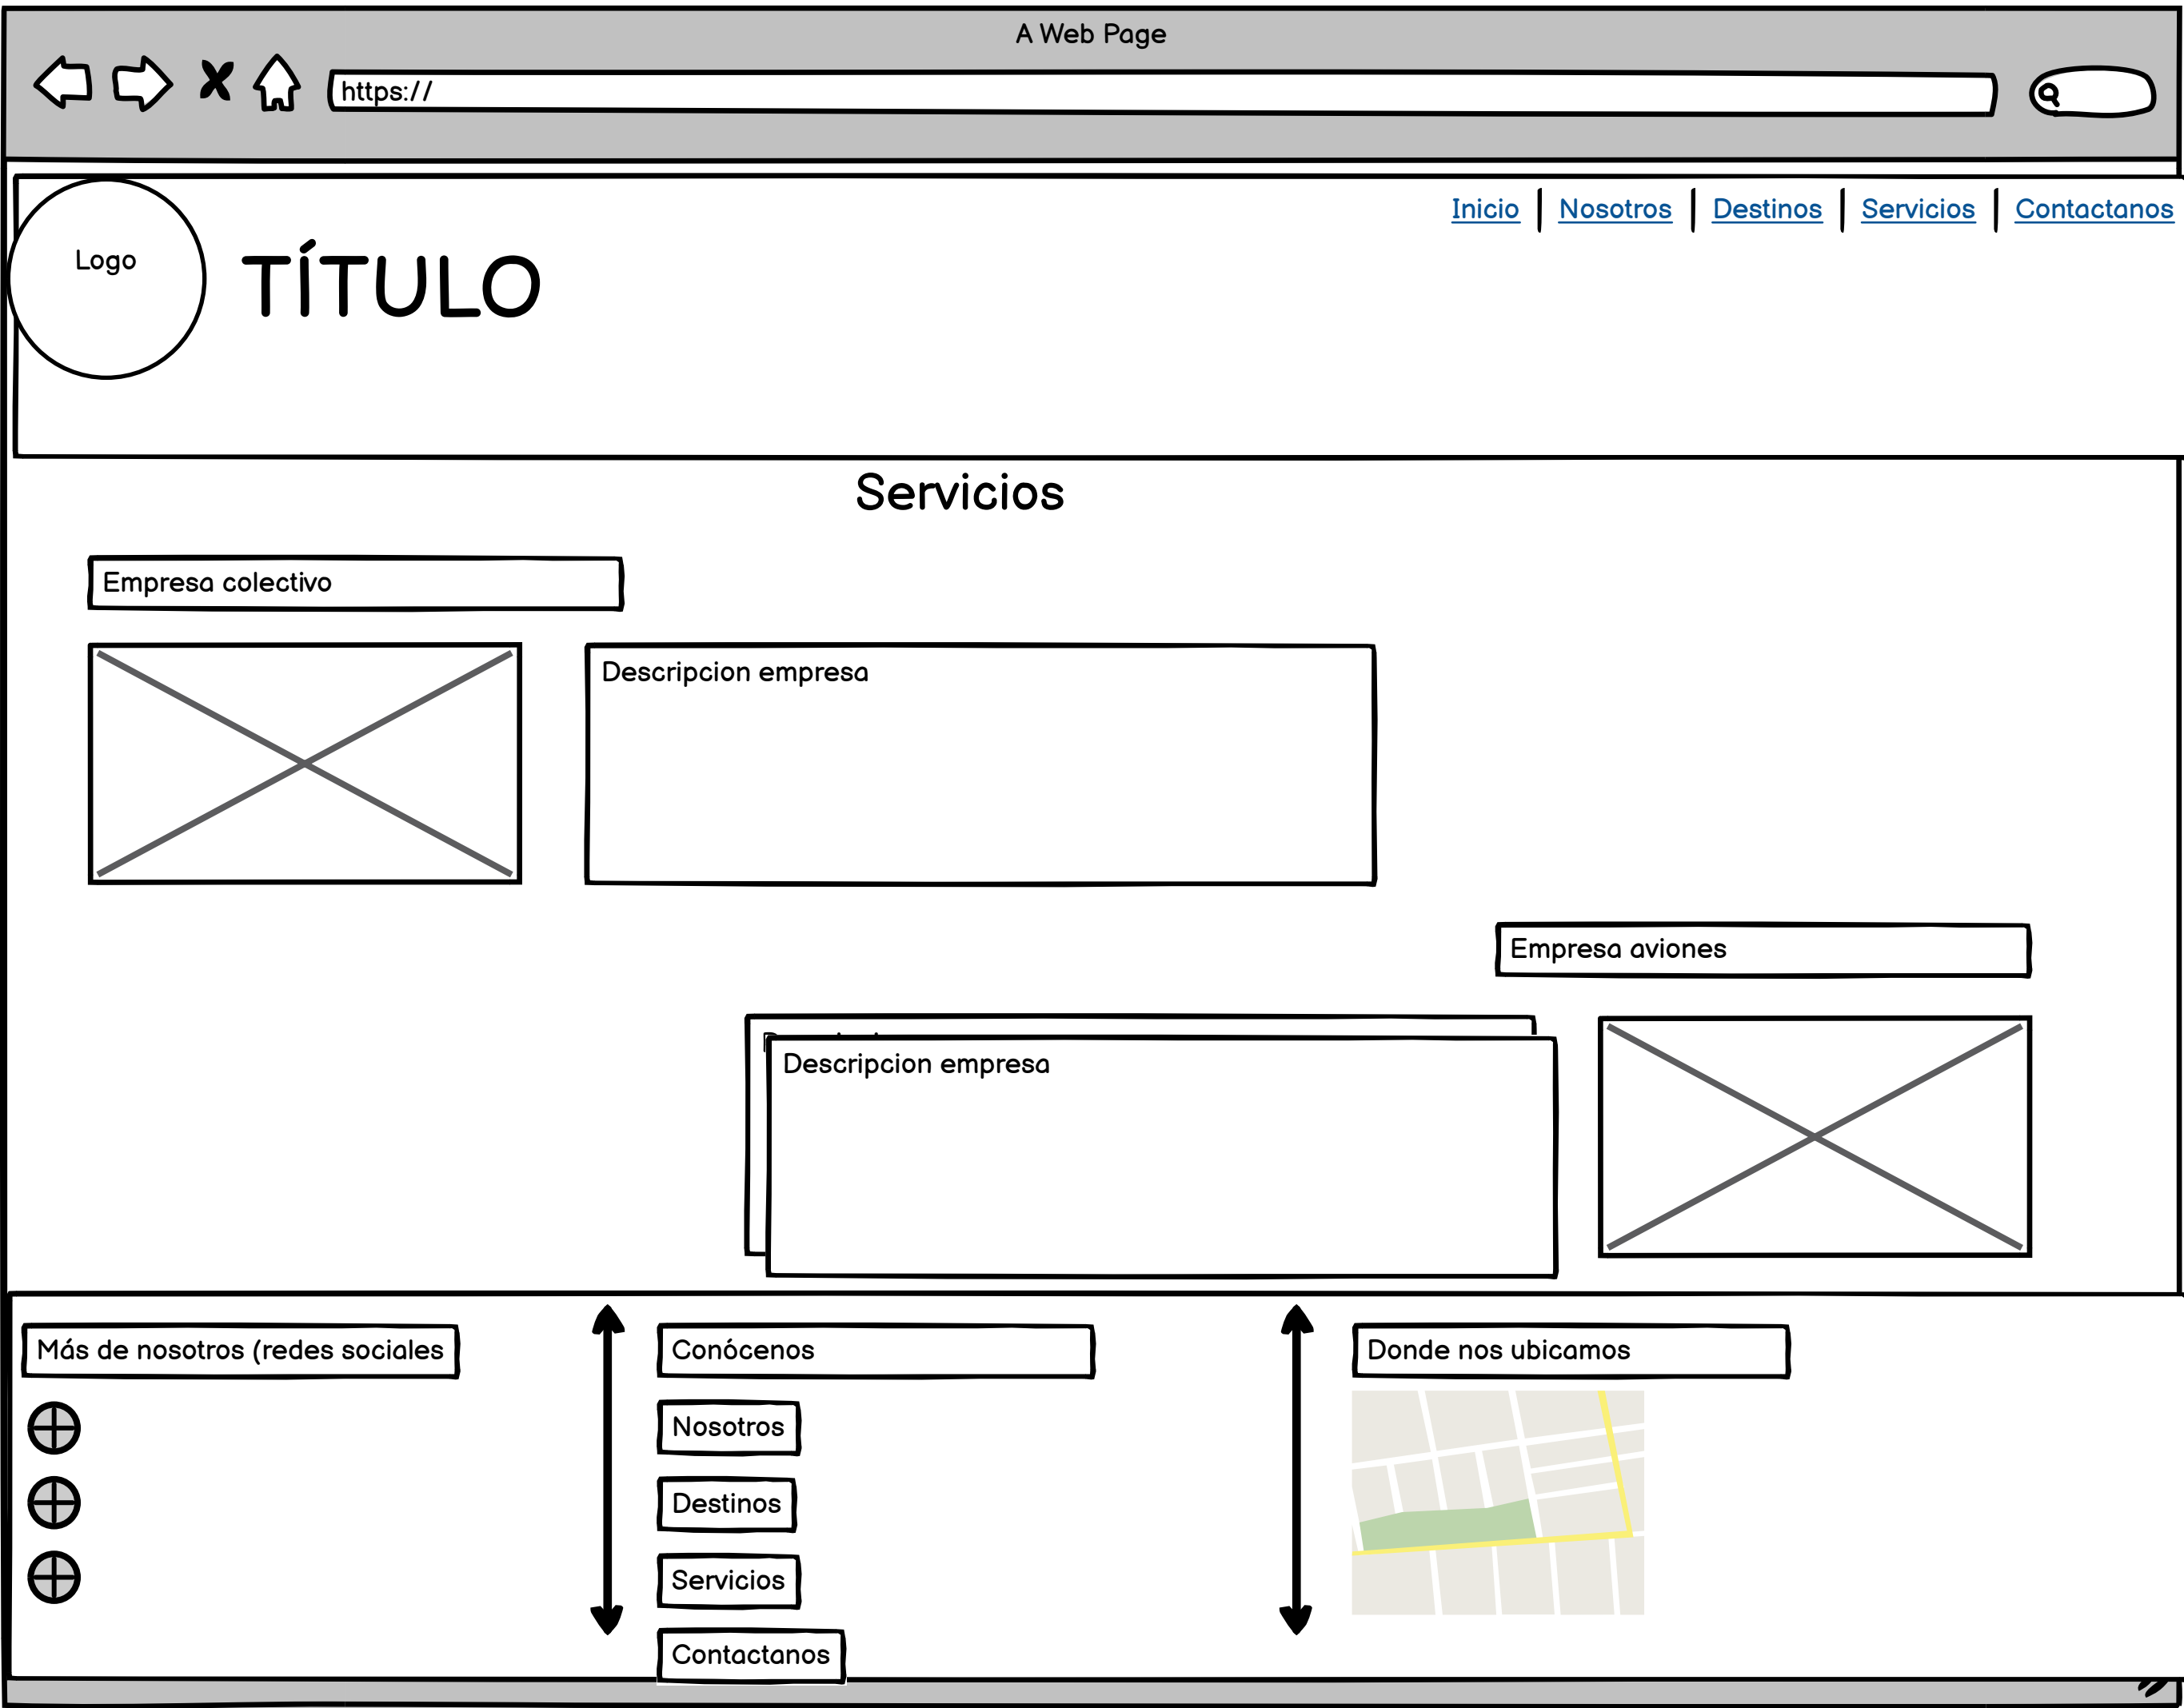 A Web Page
https://
Inicio | Nosotros | Destinos | Servicios | Contactanos
Logo
TÍTULO
Servicios
Empresa colectivo
Descripcion empresa
Empresa aviones
Descripcion empresa
Más de nosotros (redes sociales
Conócenos
Donde nos ubicamos
Nosotros
Destinos
Servicios
Contactanos